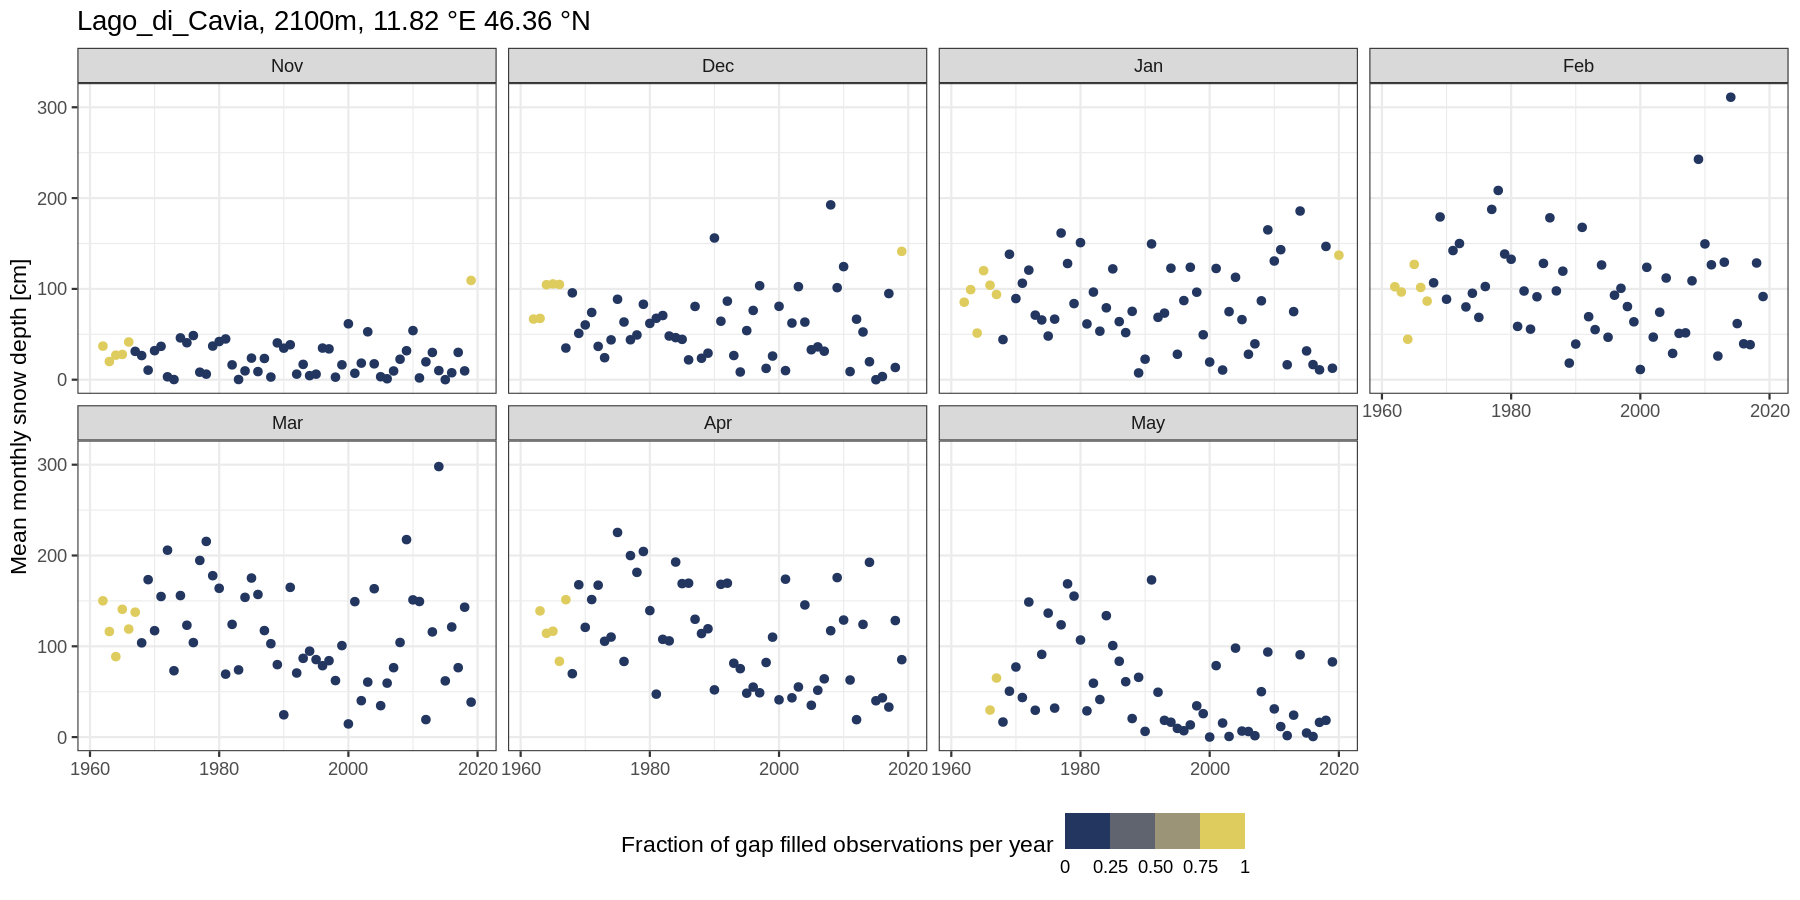 Lago_di_Cavia, 2100m, 11.82 °E 46.36 °N
Nov Dec Jan Feb
300
200
100
0
1960 1980 2000 2020
Mar Apr May
300
200
100
0
1960 1980 2000 2020 1960 1980 2000 2020 1960 1980 2000 2020
Mean monthly snow depth [cm]
Fraction of gap filled observations per year
0 0.25 0.50 0.75 1